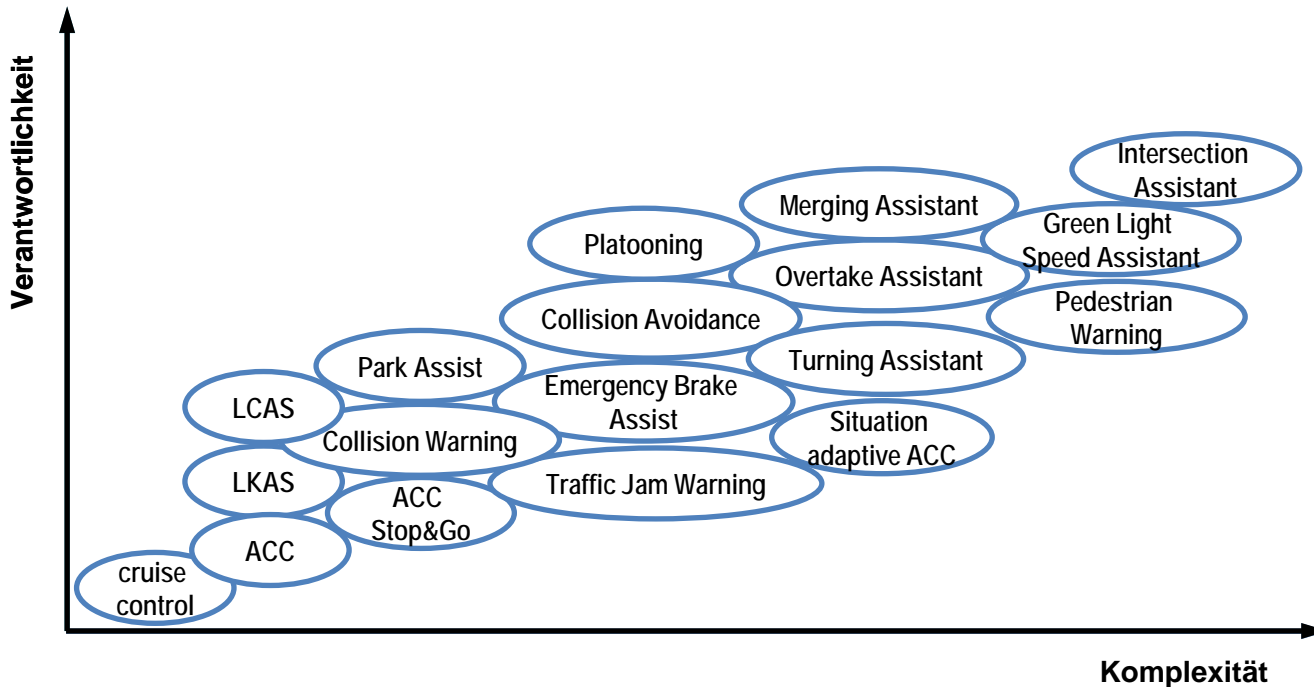 Verantwortlichkeit
Intersection
Assistant
Merging Assistant
Green Light
Speed Assistant
Platooning
Overtake Assistant
Pedestrian
Warning
Collision Avoidance
Turning Assistant
Park Assist
Emergency Brake
Assist
LCAS
Situation
adaptive ACC
Collision Warning
LKAS
Traffic Jam Warning
ACC
Stop&Go
ACC
cruise
control
Komplexität